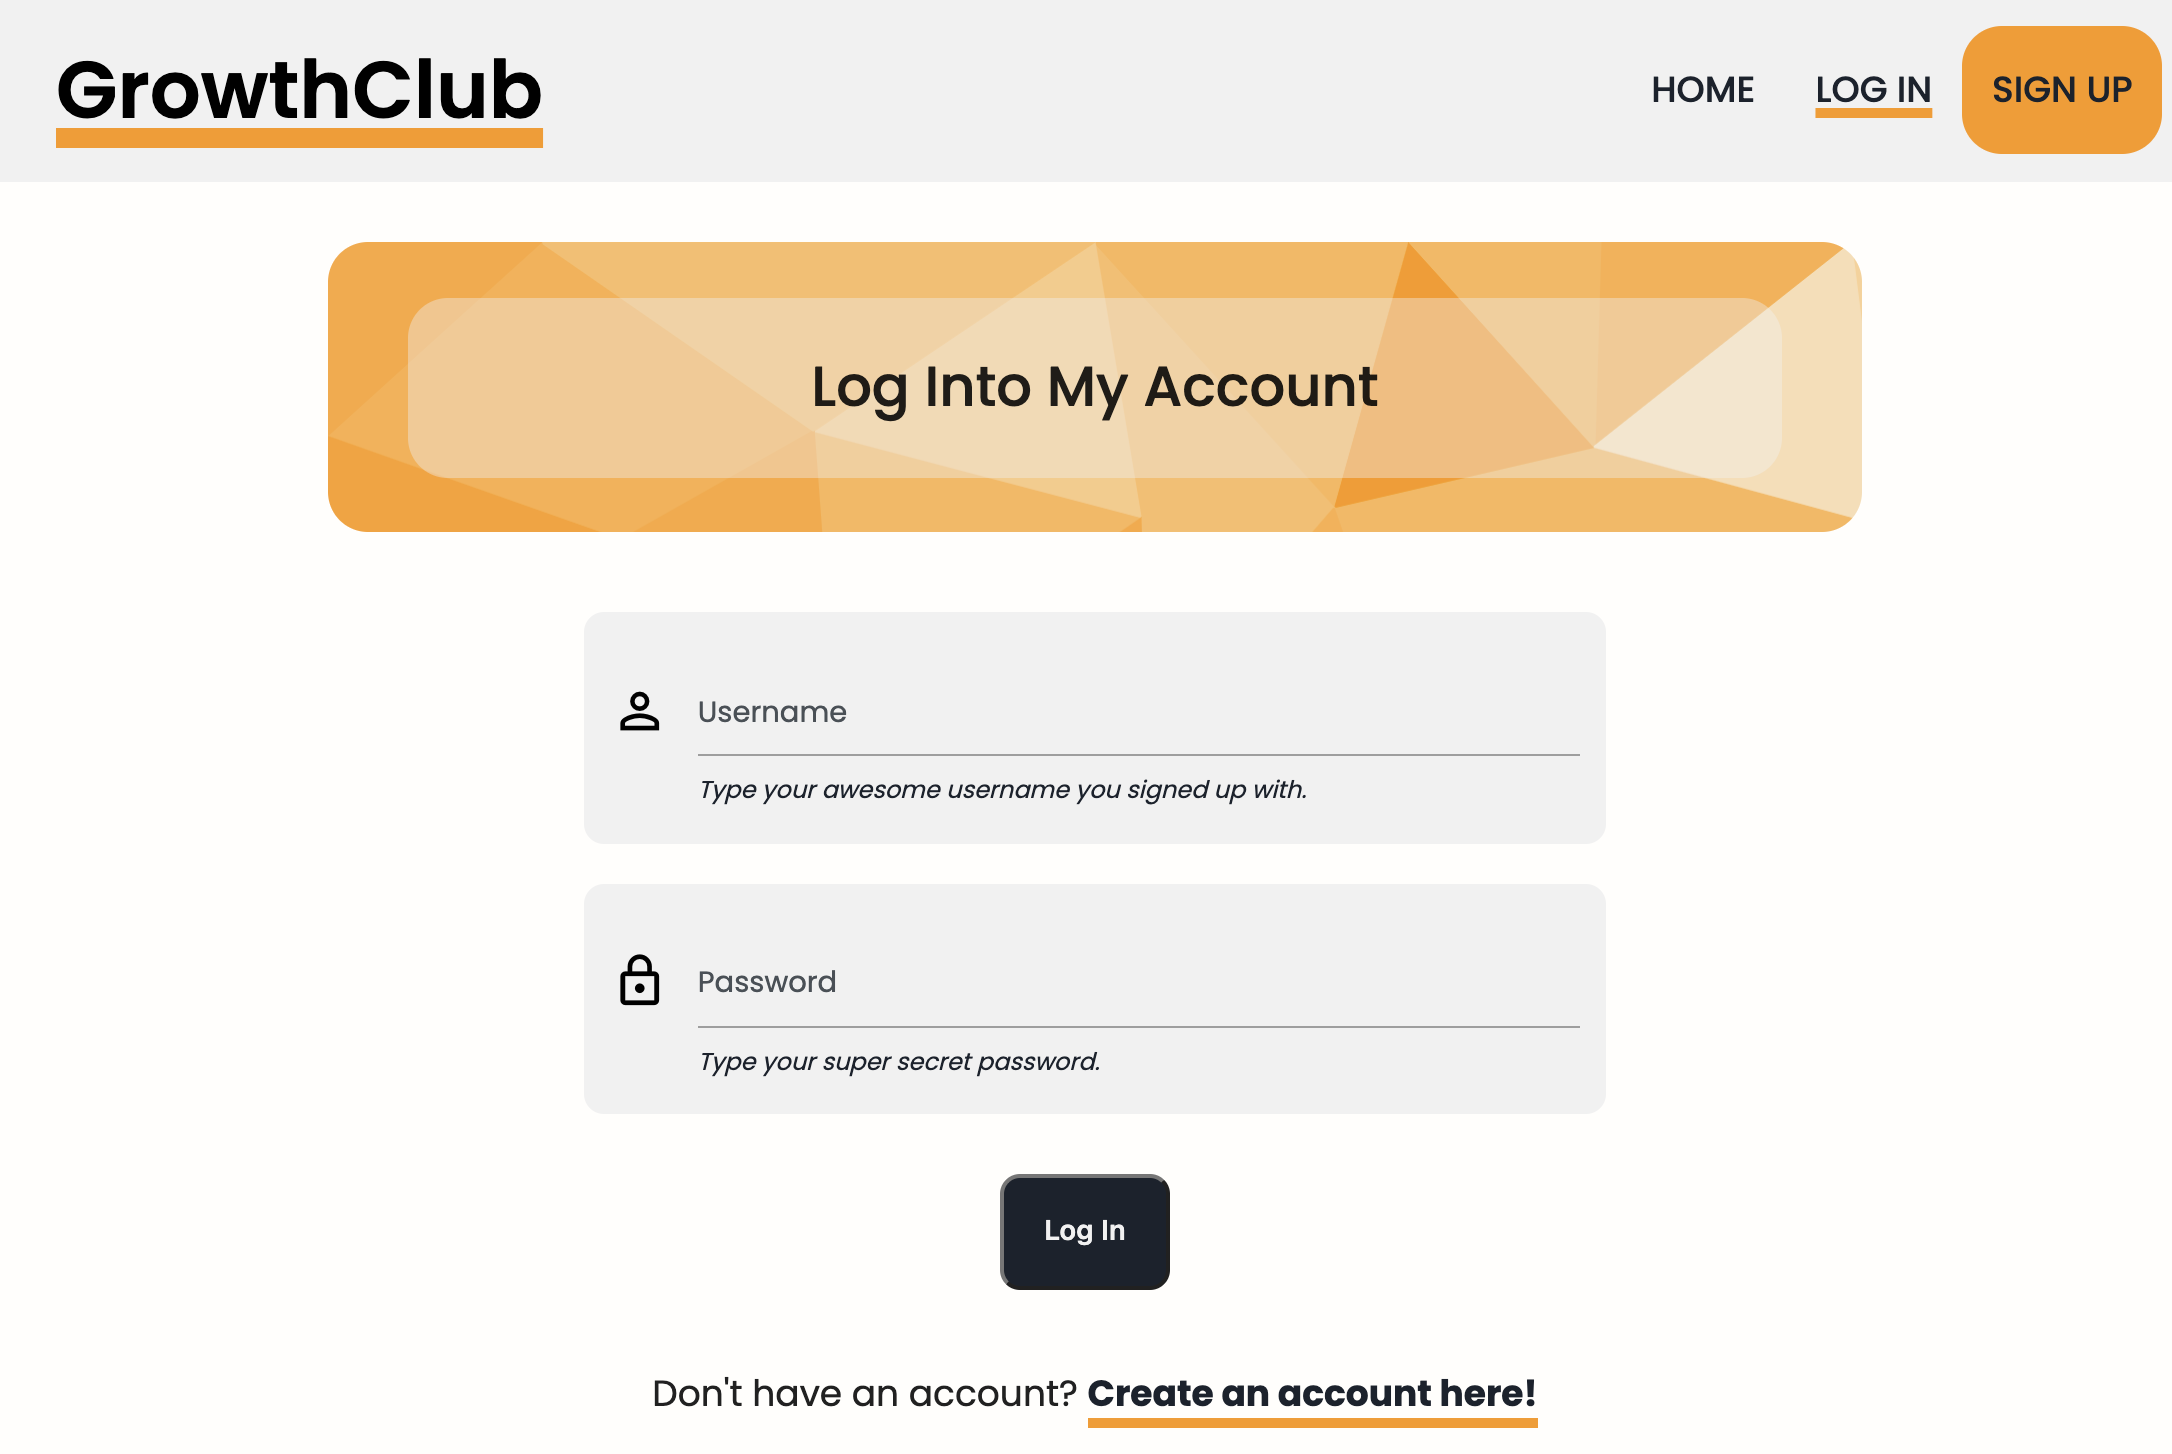 GrowthClub
HOME LOG IN SIGN UP
Log Into My Account
Username
Type your awesome username you signed up with.
Password
Type your super secret password.
Log In
Don't have an account? Create an account here!